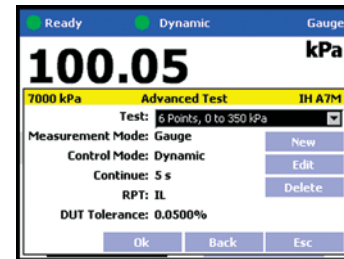 Ready Dynamic Gauge
100.05 kPa
7000 kPa Advanced Test IH A7M
Test: 6 Points, 0 to 350 kPa
Measurement Mode: Gauge New
Control Mode: Dynamic Edit
Continue: 5 s Delete
RPT: IL
DUT Tolerance: 0.0500%
Ok Back Esc